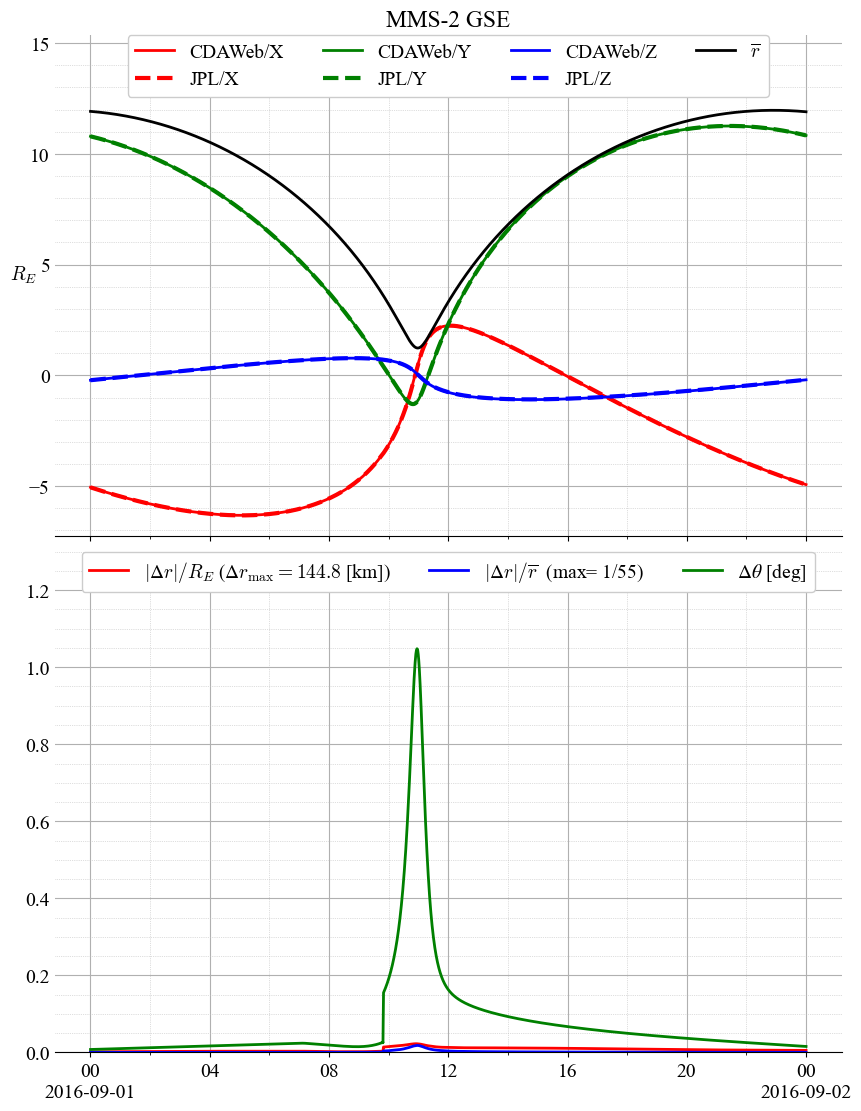 MMS-2 GSE
CDAWeb/X CDAWeb/Y CDAWeb/Z r̅
JPL/X JPL/Y JPL/Z
15
10
5
0
−5
R_E
|Δr|/R_E (Δr_max = 144.8 [km]) |Δr|/r̅ (max= 1/55) Δθ [deg]
1.2
1.0
0.8
0.6
0.4
0.2
0.0
00 04 08 12 16 20 00
2016-09-01 2016-09-02